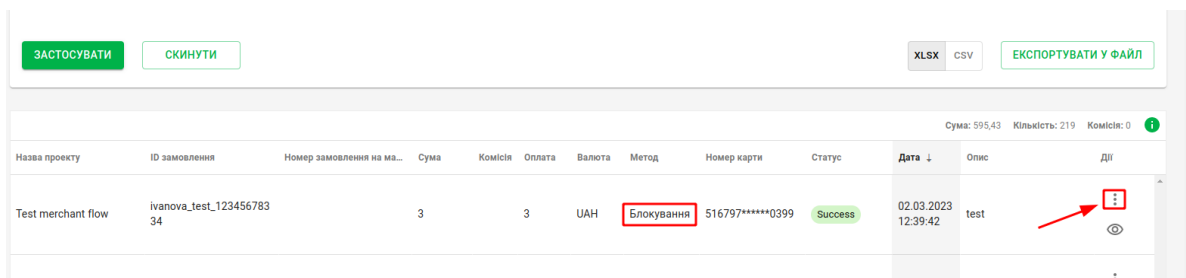 ЗАСТОСУВАТИ СКИНУТИ XLSX CSV ЕКСПОРТУВАТИ У ФАЙЛ
Сума: 595,43 Кількість: 219 Комісія: 0
Назва проекту ID замовлення Номер замовлення на ма... Сума Комісія Оплата Валюта Метод Номер карти Статус Дата ↓ Опис Дії
Test merchant flow ivanova_test_123456783 3 3 UAH Блокування 516797******0399 Success 02.03.2023 test
34 12:39:42